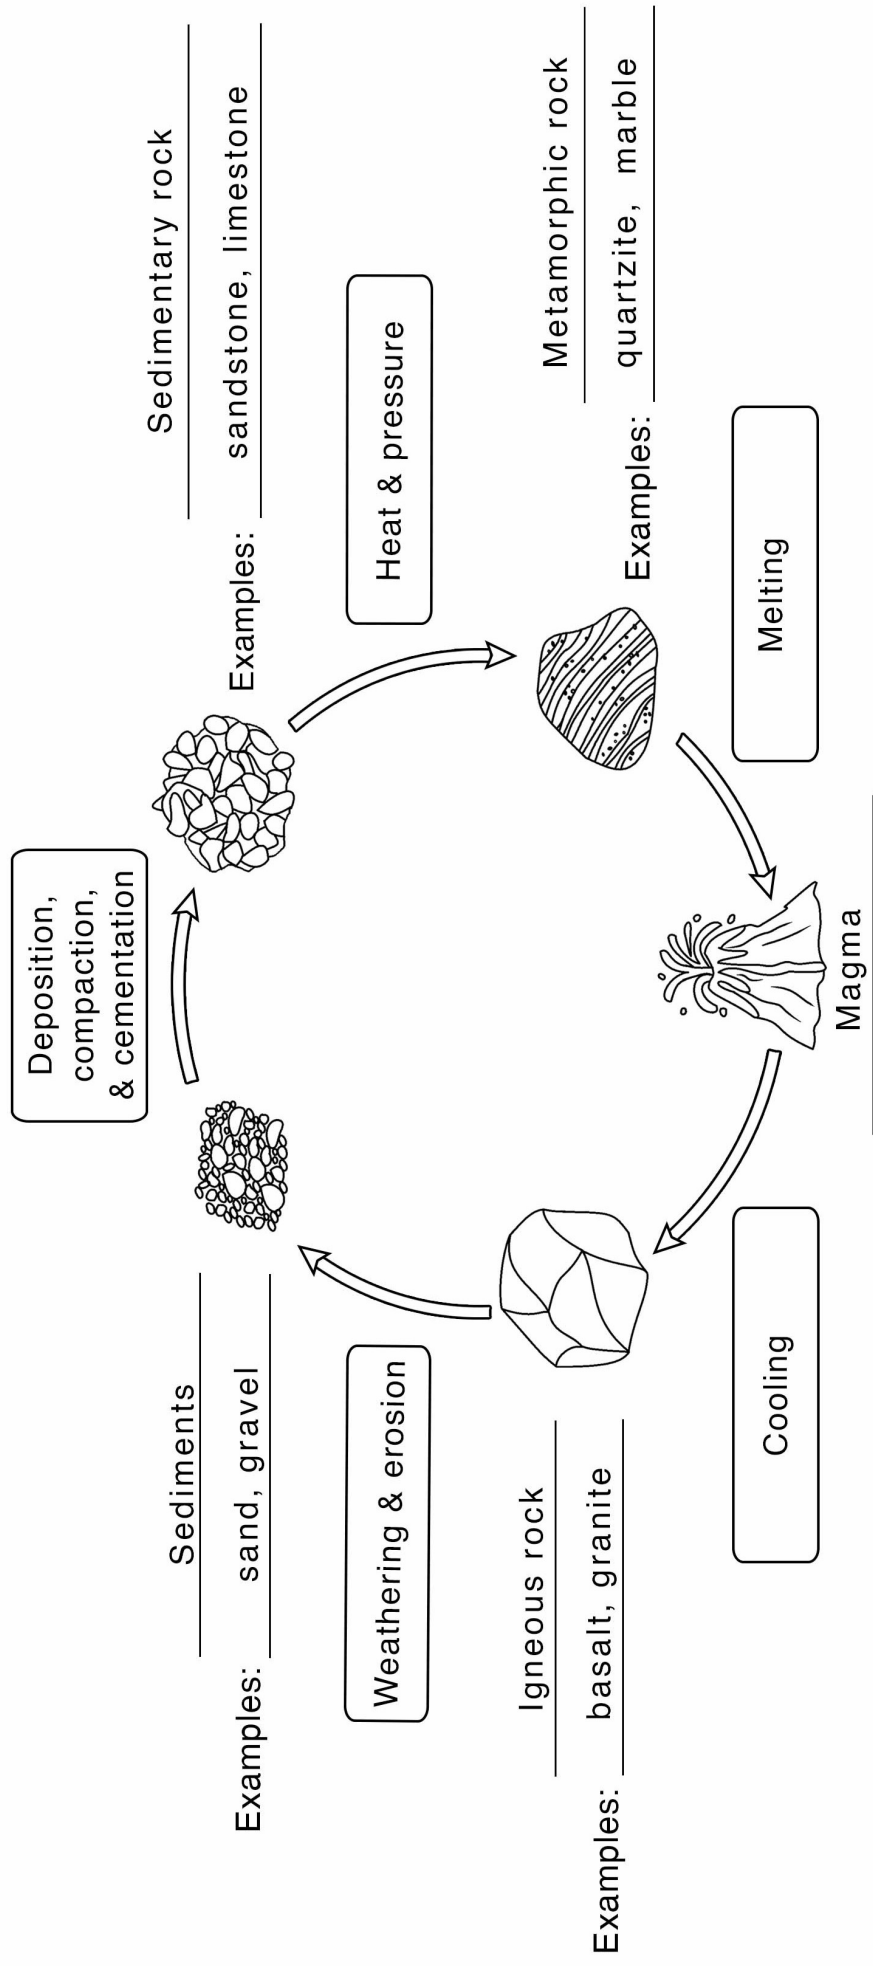 Deposition,
compaction,
& cementation
Sediments
Examples: sand, gravel
Sedimentary rock
Examples: sandstone, limestone
Weathering & erosion
Heat & pressure
Igneous rock
Examples: basalt, granite
Metamorphic rock
Examples: quartzite, marble
Cooling
Melting
Magma